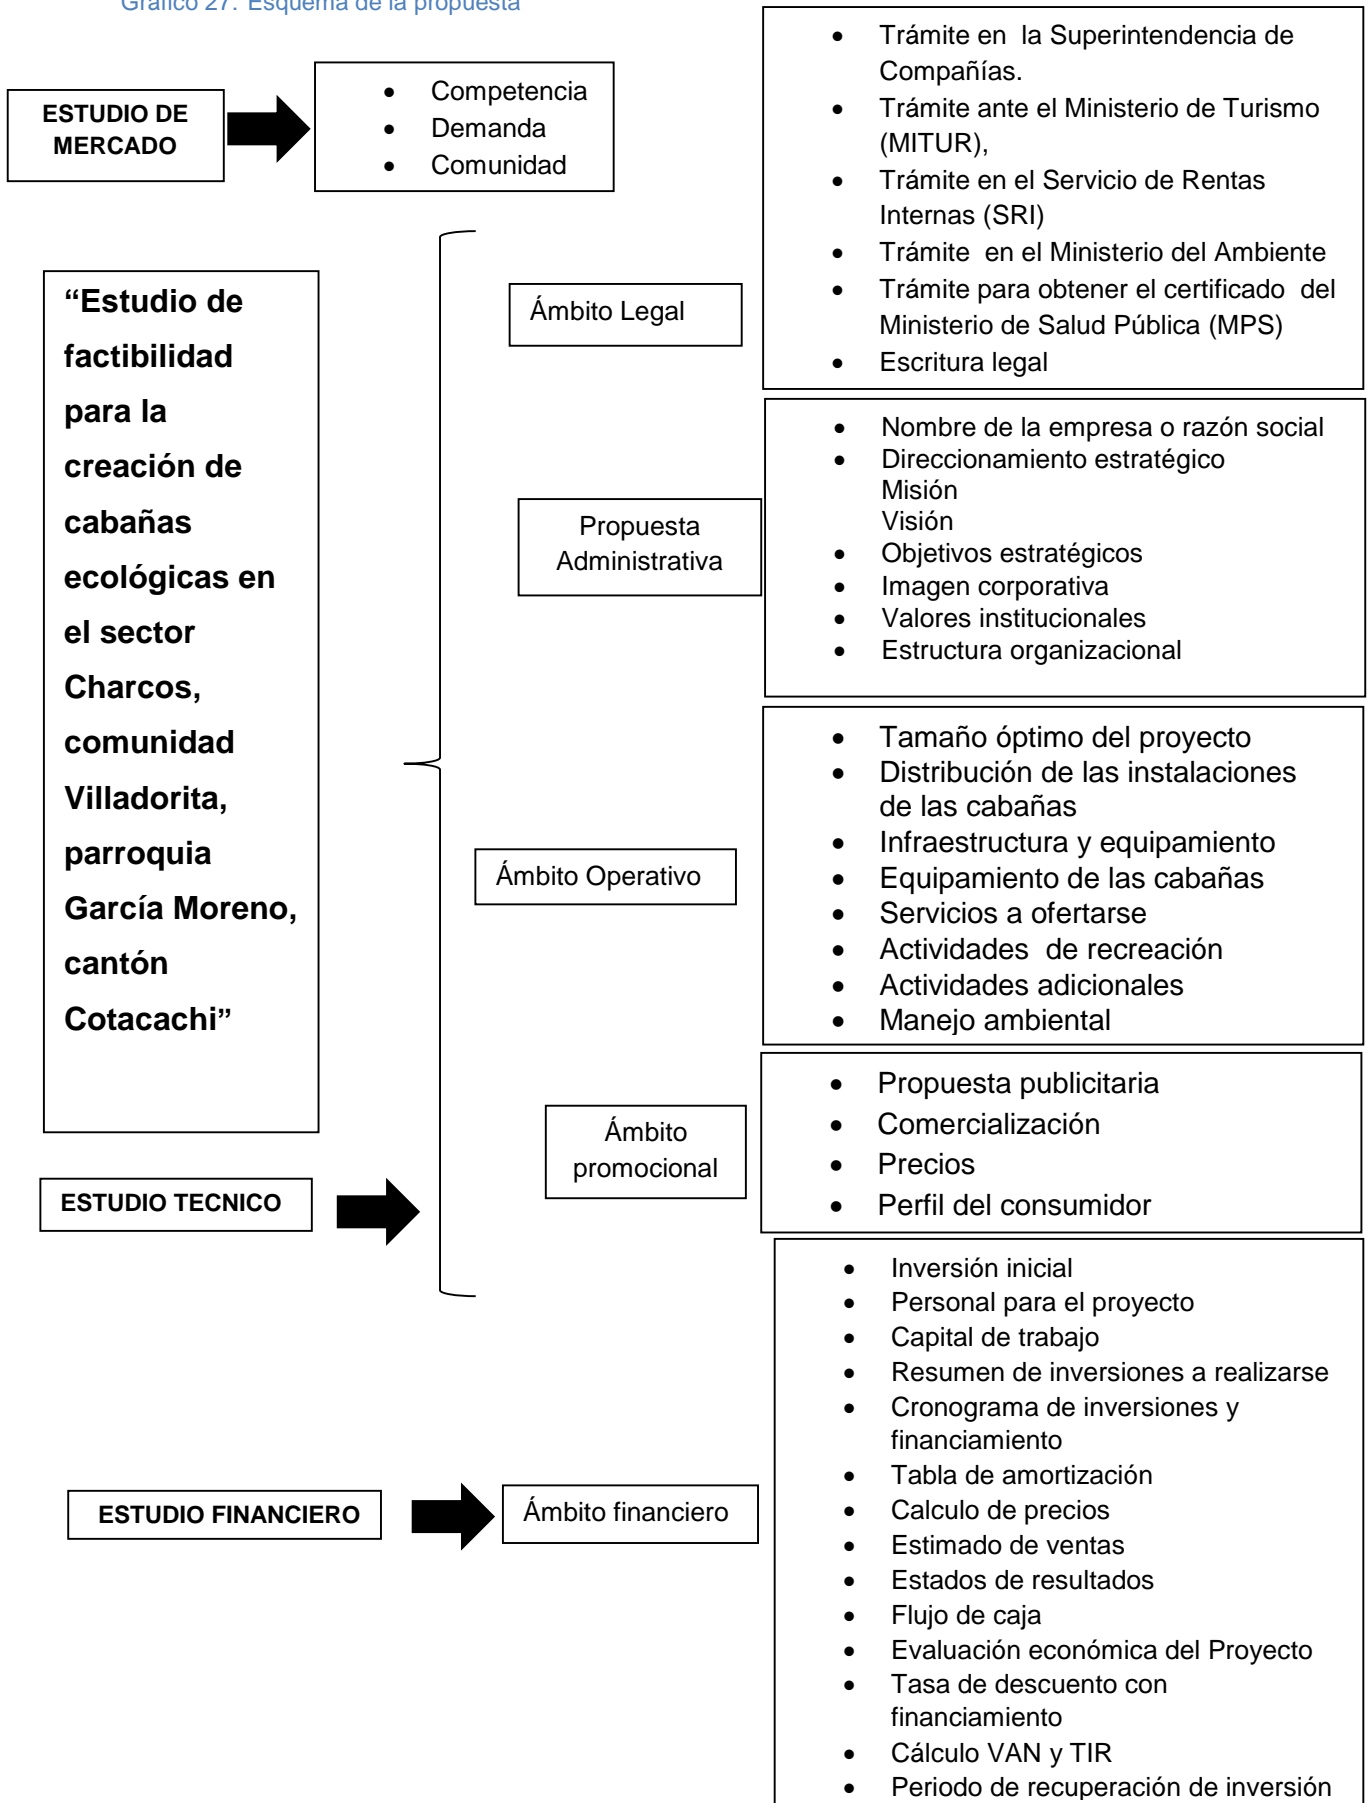 Gráfico 27. Esquema de la propuesta
ESTUDIO DE
MERCADO
• Competencia
• Demanda
• Comunidad
“Estudio de
factibilidad
para la
creación de
cabañas
ecológicas en
el sector
Charcos,
comunidad
Villadorita,
parroquia
García Moreno,
cantón
Cotacachi”
ESTUDIO TECNICO
Ámbito Legal
• Trámite en la Superintendencia de
Compañías.
• Trámite ante el Ministerio de Turismo
(MITUR),
• Trámite en el Servicio de Rentas
Internas (SRI)
• Trámite en el Ministerio del Ambiente
• Trámite para obtener el certificado del
Ministerio de Salud Pública (MPS)
• Escritura legal
Propuesta
Administrativa
• Nombre de la empresa o razón social
• Direccionamiento estratégico
Misión
Visión
• Objetivos estratégicos
• Imagen corporativa
• Valores institucionales
• Estructura organizacional
Ámbito Operativo
• Tamaño óptimo del proyecto
• Distribución de las instalaciones
de las cabañas
• Infraestructura y equipamiento
• Equipamiento de las cabañas
• Servicios a ofertarse
• Actividades de recreación
• Actividades adicionales
• Manejo ambiental
Ámbito
promocional
• Propuesta publicitaria
• Comercialización
• Precios
• Perfil del consumidor
ESTUDIO FINANCIERO
Ámbito financiero
• Inversión inicial
• Personal para el proyecto
• Capital de trabajo
• Resumen de inversiones a realizarse
• Cronograma de inversiones y
financiamiento
• Tabla de amortización
• Calculo de precios
• Estimado de ventas
• Estados de resultados
• Flujo de caja
• Evaluación económica del Proyecto
• Tasa de descuento con
financiamiento
• Cálculo VAN y TIR
• Periodo de recuperación de inversión